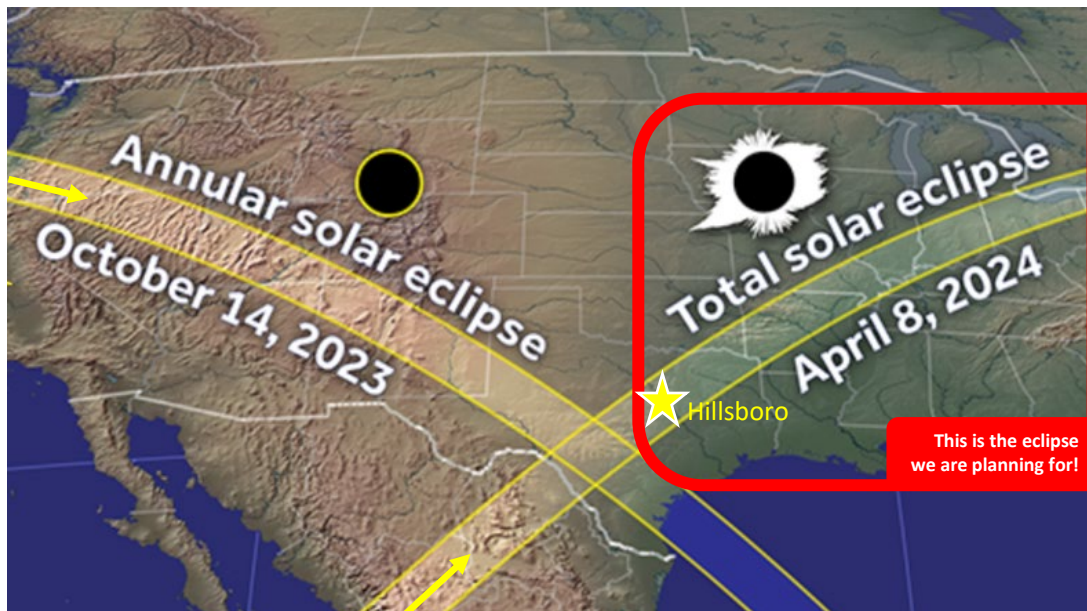 Annular solar eclipse
October 14, 2023
Total solar eclipse
April 8, 2024
Hillsboro
This is the eclipse
we are planning for!